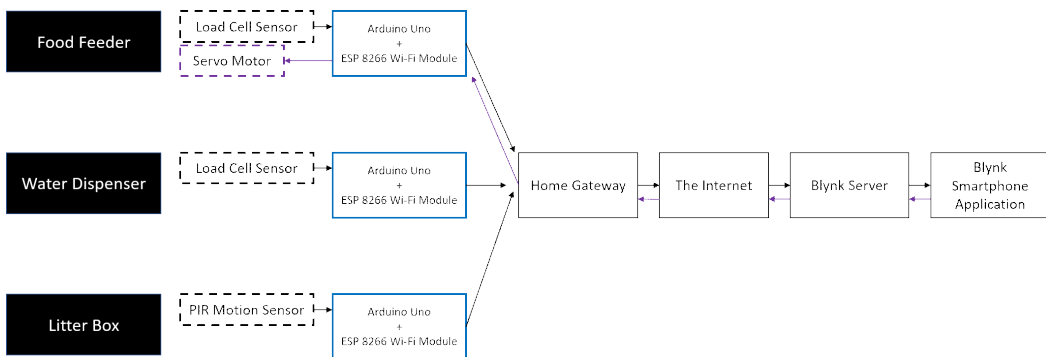 Food Feeder
Load Cell Sensor
Servo Motor
Arduino Uno
+
ESP 8266 Wi-Fi Module
Water Dispenser
Load Cell Sensor
Arduino Uno
+
ESP 8266 Wi-Fi Module
Home Gateway
The Internet
Blynk Server
Blynk
Smartphone
Application
Litter Box
PIR Motion Sensor
Arduino Uno
+
ESP 8266 Wi-Fi Module